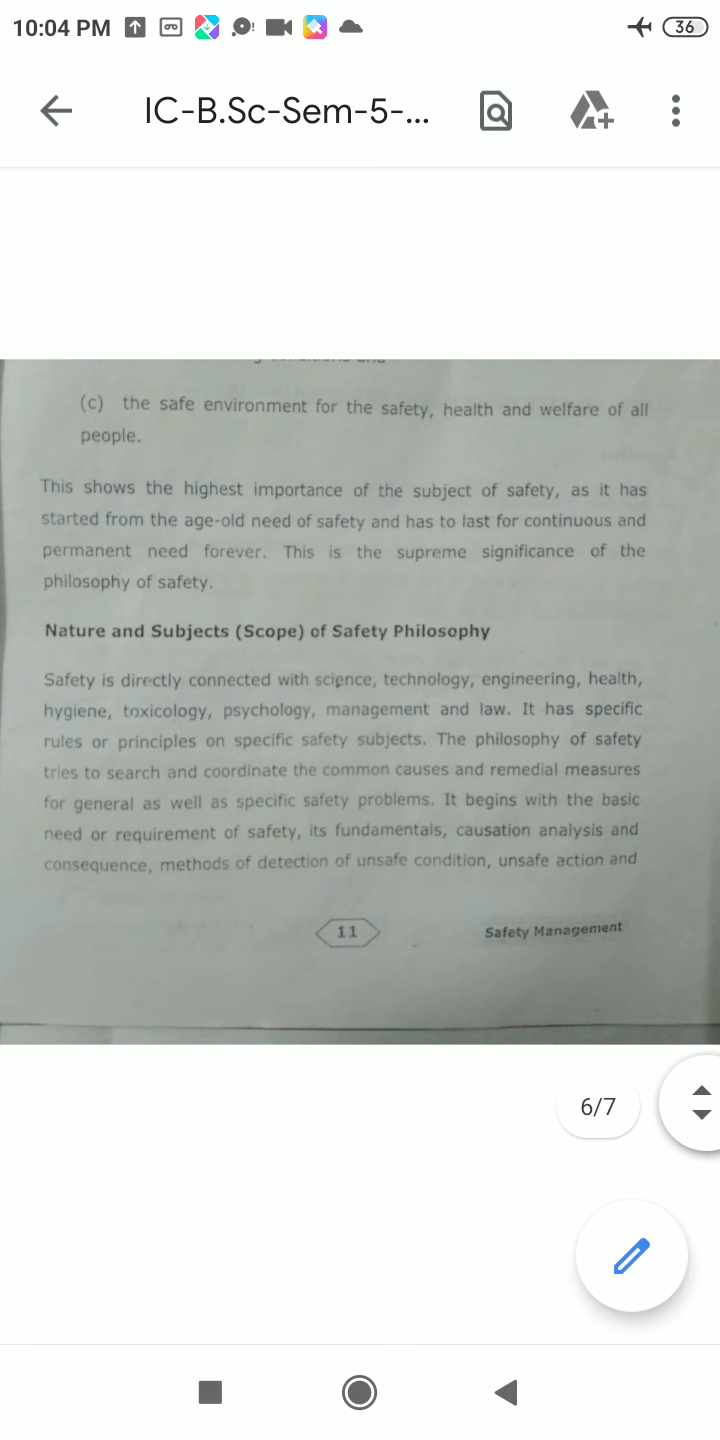 10:04 PM
36
IC-B.Sc-Sem-5-...
(c) the safe environment for the safety, health and welfare of all
people.
This shows the highest importance of the subject of safety, as it has
started from the age-old need of safety and has to last for continuous and
permanent need forever. This is the supreme significance of the
philosophy of safety.
Nature and Subjects (Scope) of Safety Philosophy
Safety is directly connected with science, technology, engineering, health,
hygiene, toxicology, psychology, management and law. It has specific
rules or principles on specific safety subjects. The philosophy of safety
tries to search and coordinate the common causes and remedial measures
for general as well as specific safety problems. It begins with the basic
need or requirement of safety, its fundamentals, causation analysis and
consequence, methods of detection of unsafe condition, unsafe action and
11
Safety Management
6/7